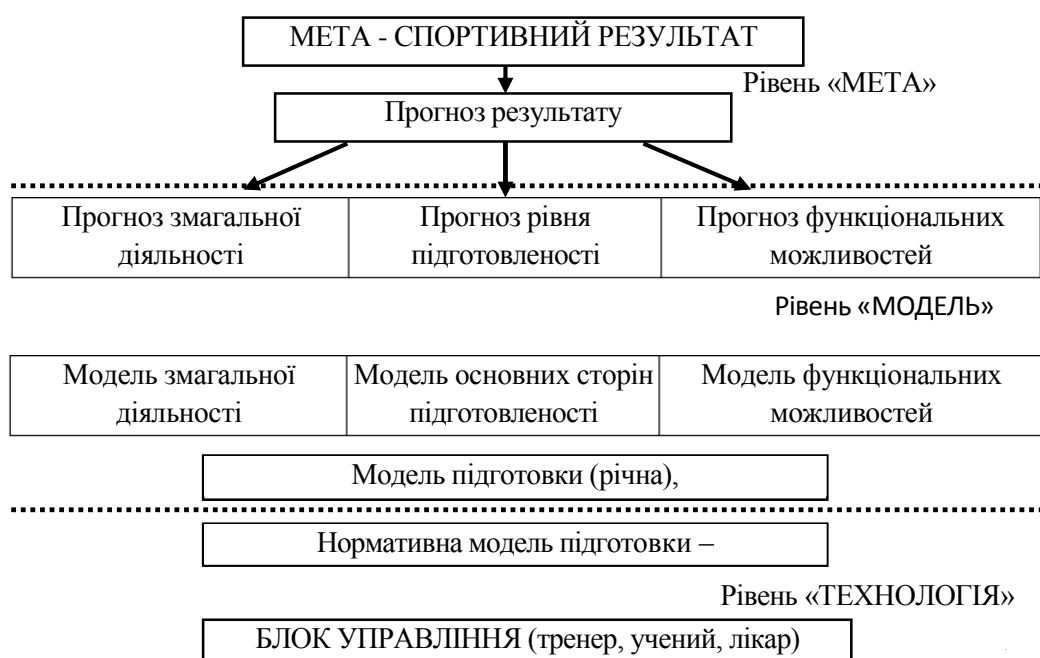 МЕТА - СПОРТИВНИЙ РЕЗУЛЬТАТ
Рівень «МЕТА»
Прогноз результату
Прогноз змагальної діяльності
Прогноз рівня підготовленості
Прогноз функціональних можливостей
Рівень «МОДЕЛЬ»
Модель змагальної діяльності
Модель основних сторін підготовленості
Модель функціональних можливостей
Модель підготовки (річна),
Нормативна модель підготовки –
Рівень «ТЕХНОЛОГІЯ»
БЛОК УПРАВЛІННЯ (тренер, учений, лікар)